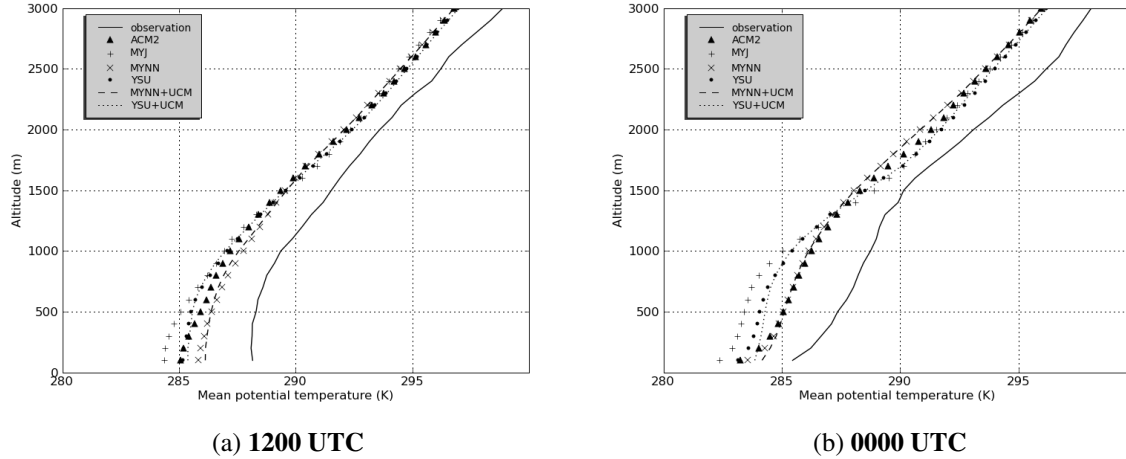 3000
2500
2000
1500
1000
500
0
Altitude (m)
observation
ACM2
MYJ
MYNN
YSU
MYNN+UCM
YSU+UCM
280
285
290
295
Mean potential temperature (K)
(a) 1200 UTC
3000
2500
2000
1500
1000
500
0
Altitude (m)
observation
ACM2
MYJ
MYNN
YSU
MYNN+UCM
YSU+UCM
280
285
290
295
Mean potential temperature (K)
(b) 0000 UTC